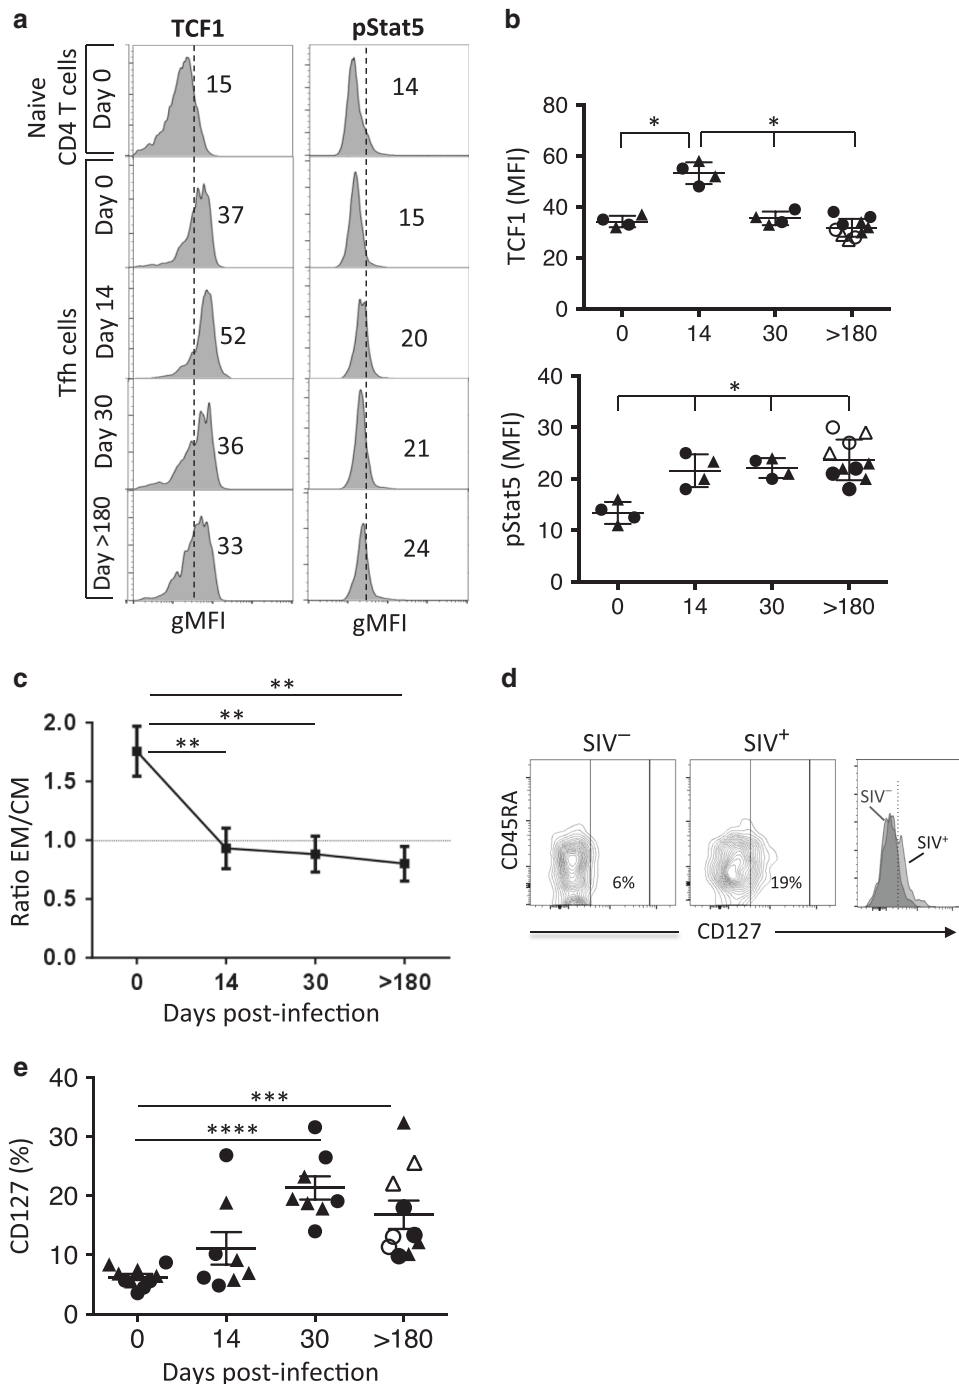 a
TCF1
pStat5
Naive
CD4 T cells
Day 0
15
14
Tfh cells
Day 0
37
15
Day 14
52
20
Day 30
36
21
Day >180
33
24
gMFI
gMFI
b
TCF1 (MFI)
80
60
40
20
0
*
*
0 14 30 >180
pStat5 (MFI)
40
30
20
10
0
*
0 14 30 >180
c
Ratio EM/CM
2.0
1.5
1.0
0.5
0.0
**
**
**
0 14 30 >180
Days post-infection
d
SIV–
SIV+
CD45RA
6%
19%
SIV–
SIV+
CD127
e
CD127 (%)
40
30
20
10
0
***
****
0 14 30 >180
Days post-infection